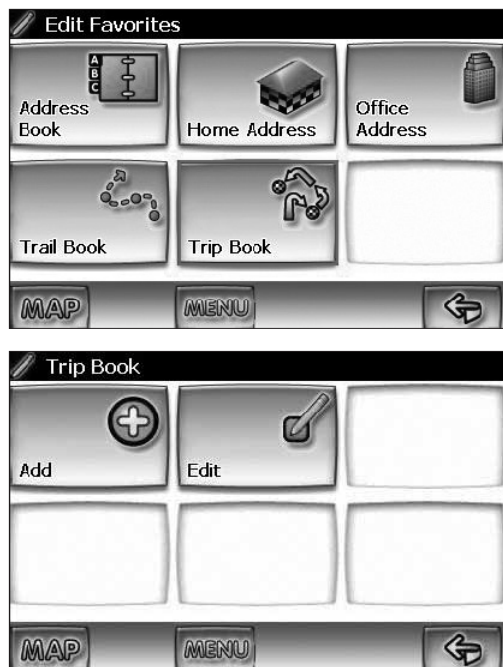 Edit Favorites
A
B
C
Address
Book
Home Address
Office
Address
Trail Book
Trip Book
MAP
MENU
Trip Book
Add
Edit
MAP
MENU